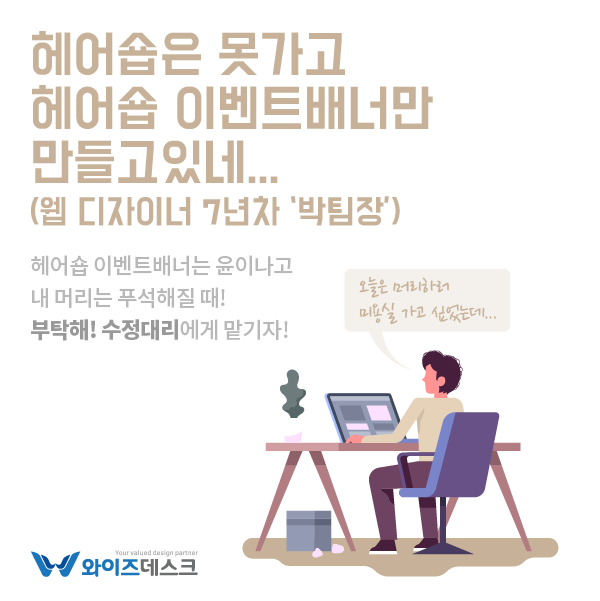 헤어숍은 못가고
헤어숍 이벤트배너만
만들고있네...
(웹 디자이너 7년차 ‘박팀장’)
헤어숍 이벤트배너는 윤이나고
내 머리는 푸석해질 때!
부탁해! 수정대리에게 맡기자!
오늘은 머리하러
미용실 가고 싶었는데...
Your valued design partner
와이즈데스크